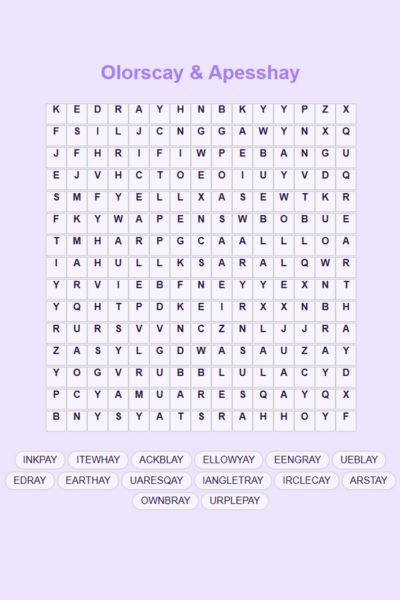 Olorscay & Apesshay
K E D R A Y H N B K Y Y P Z X
F S I L J C N G G A W Y N X Q
J F H R I F I W P E B A N G U
E J V H C T O E O I U Y V D Q
S M F Y E L L X A S E W T K R
F K Y W A P E N S W B O B U E
T M H A R P G C A A L L L O A
I A H U L L K S A R A L Q W R
Y R V I E B F N E Y Y E X N T
Y Q H T P D K E I R X X N B H
R U R S V V N C Z N L J J R A
Z A S Y L G D W A S A U Z A Y
Y O G V R U B B L U L A C Y D
P C Y A M U A R E S Q A Y Q X
B N Y S Y A T S R A H H O Y F
INKPAY ITEWHAY ACKBLAY ELLOWYAY EENGRAY UEBLAY
EDRAY EARTHAY UARESQAY IANGLETRAY IRCLECAY ARSTAY
OWNBRAY URPLEPAY